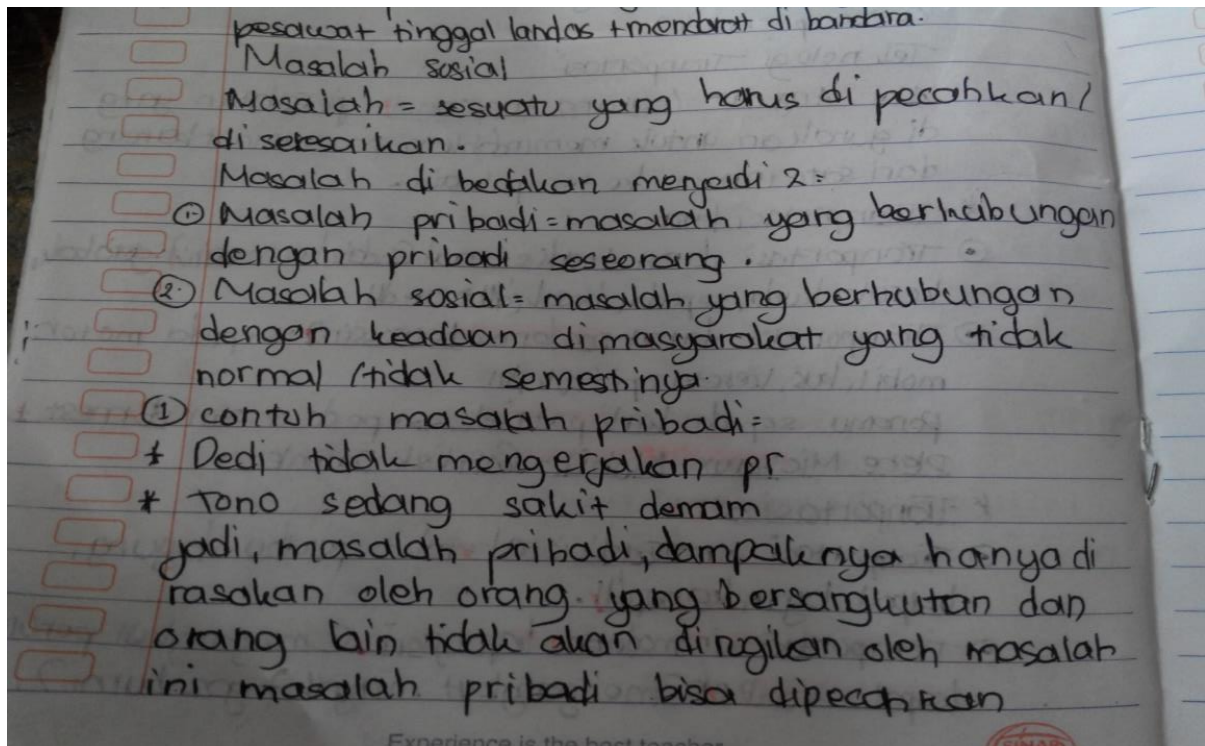 pesawat tinggal landas + mendarat di bandara.
Masalah sosial
Masalah = sesuatu yang harus di pecahkan /
di selesaikan.
Masalah di bedakan menjadi 2 =
① Masalah pribadi = masalah yang berhubungan
dengan pribadi seseorang.
② Masalah sosial = masalah yang berhubungan
dengan keadaan di masyarakat yang tidak
normal / tidak semestinya.
① contoh masalah pribadi =
* Dedi tidak mengerjakan pr
* Tono sedang sakit demam
jadi, masalah pribadi, dampaknya hanya di
rasakan oleh orang yang bersangkutan dan
orang lain tidak akan dirugikan oleh masalah
ini masalah pribadi bisa dipecahkan
Experience is the best teacher